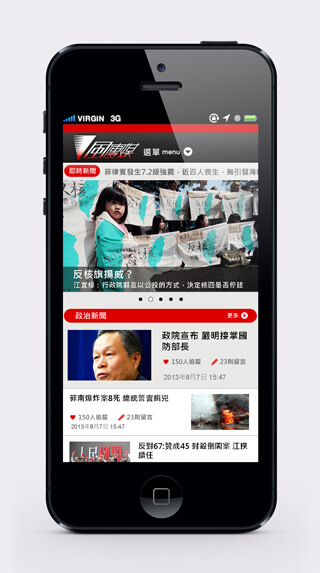 VIRGIN 3G
風傳媒
選單 menu
即時新聞 菲律賓發生7.2級強震，近百人喪生，無引發海嘯
反核旗揚威？
江宜樺：行政院願意以公投的方式，決定核四是否停建
政治新聞 更多
政院宣布 嚴明接掌國
防部長
150人追蹤 23則留言
2013年8月7日 15:47
菲南爆炸案8死 總統誓言揖兇
150人追蹤 23則留言
2013年8月7日 15:47
反對67:贊成45 封殺倒閣案 江揆
續任